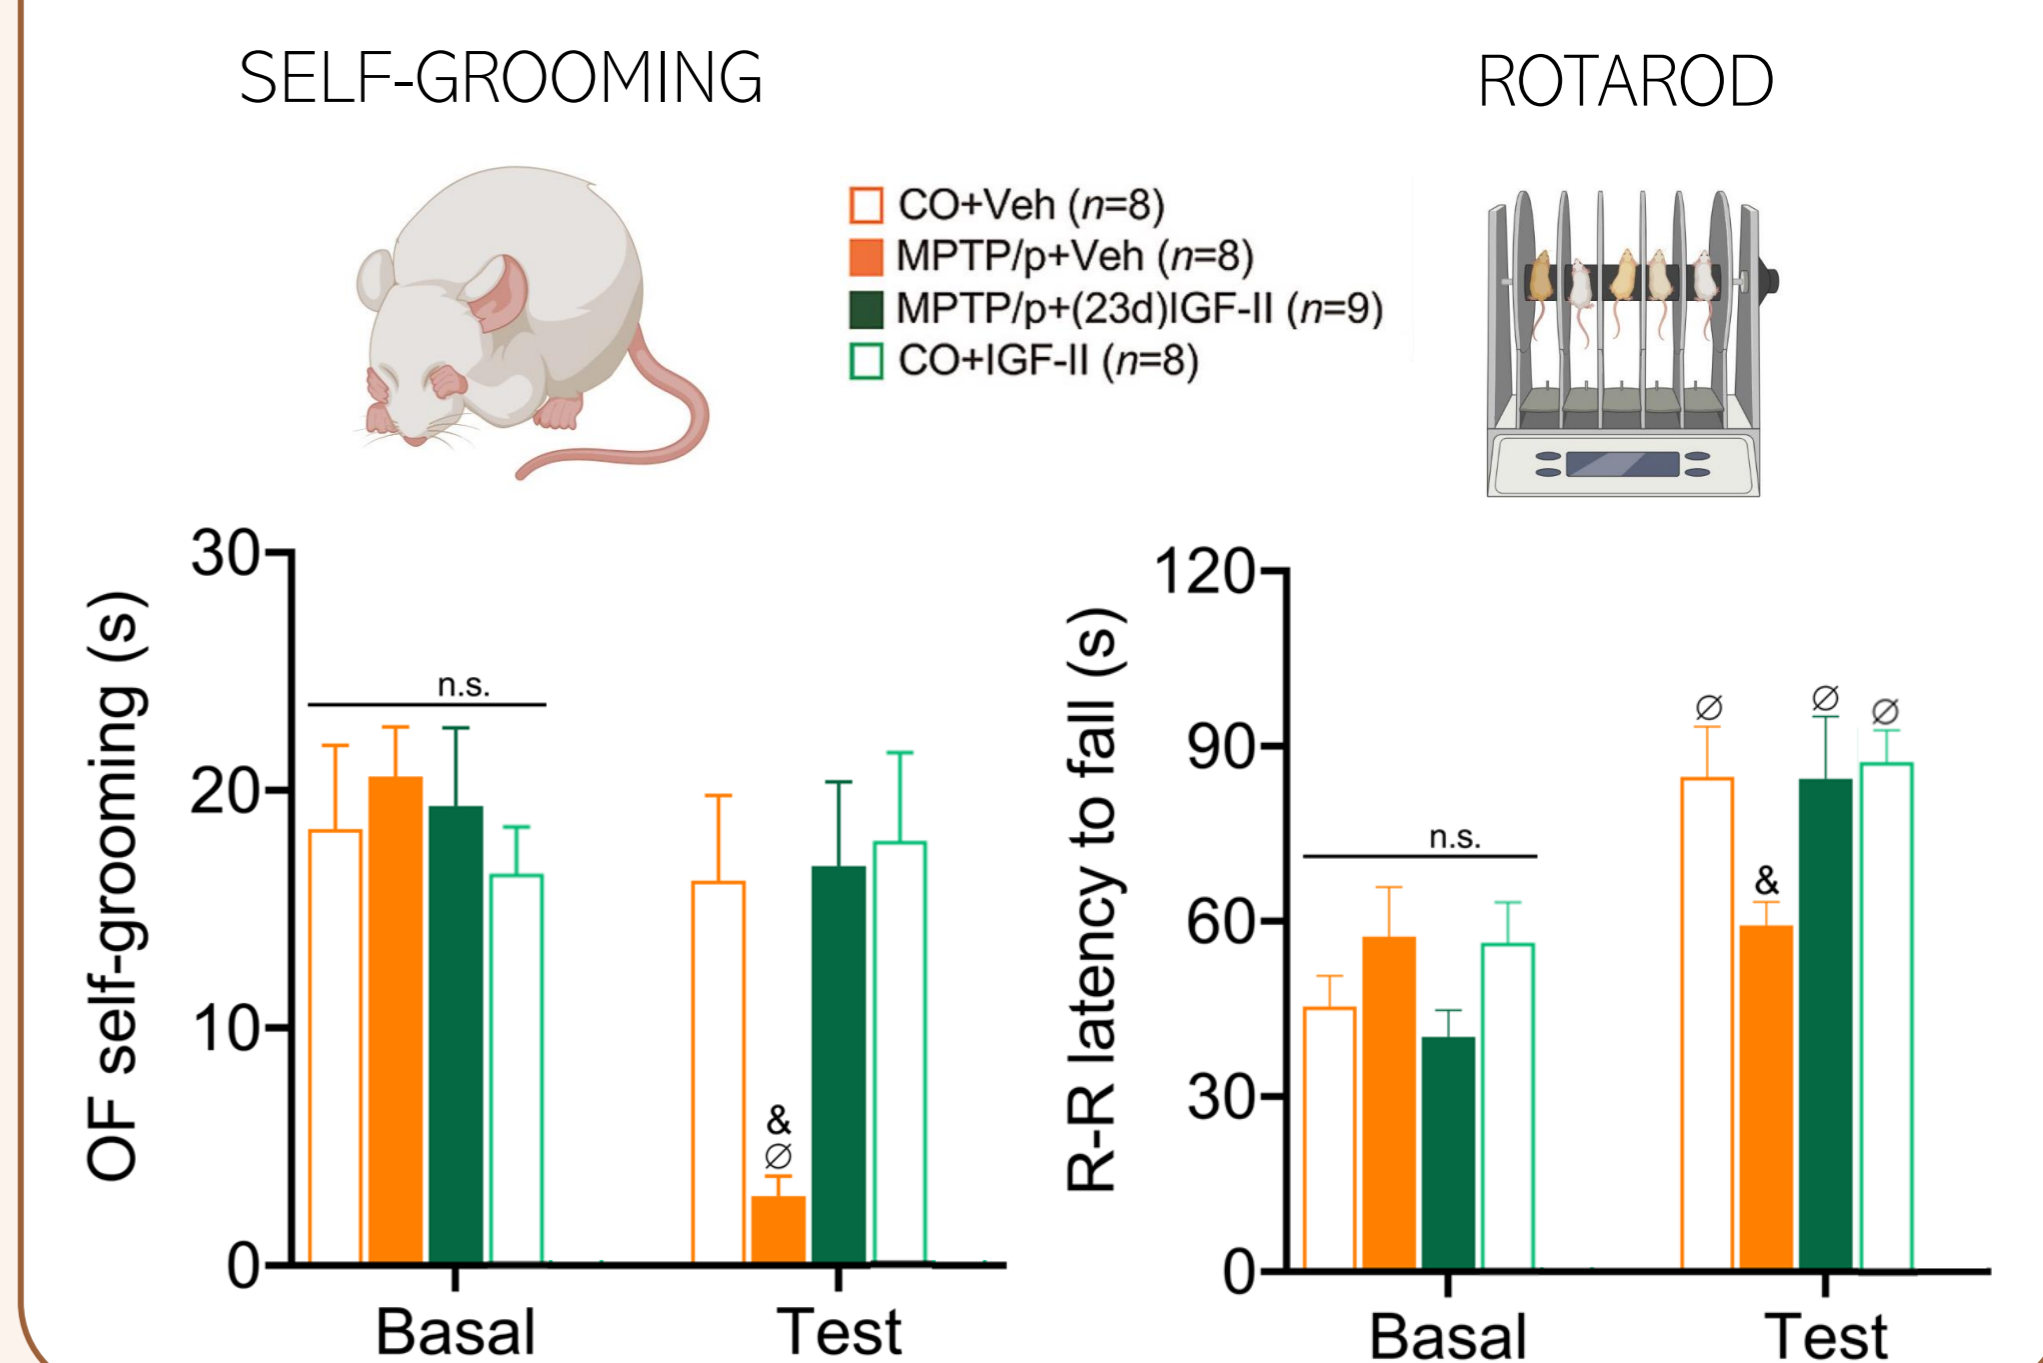 SELF-GROOMING
ROTAROD
CO+Veh (n=8)
MPTP/p+Veh (n=8)
MPTP/p+(23d)IGF-II (n=9)
CO+IGF-II (n=8)
OF self-grooming (s)
30
20
10
0
n.s.
&
∅
Basal
Test
R-R latency to fall (s)
120
90
60
30
0
n.s.
∅
&
∅
∅
Basal
Test